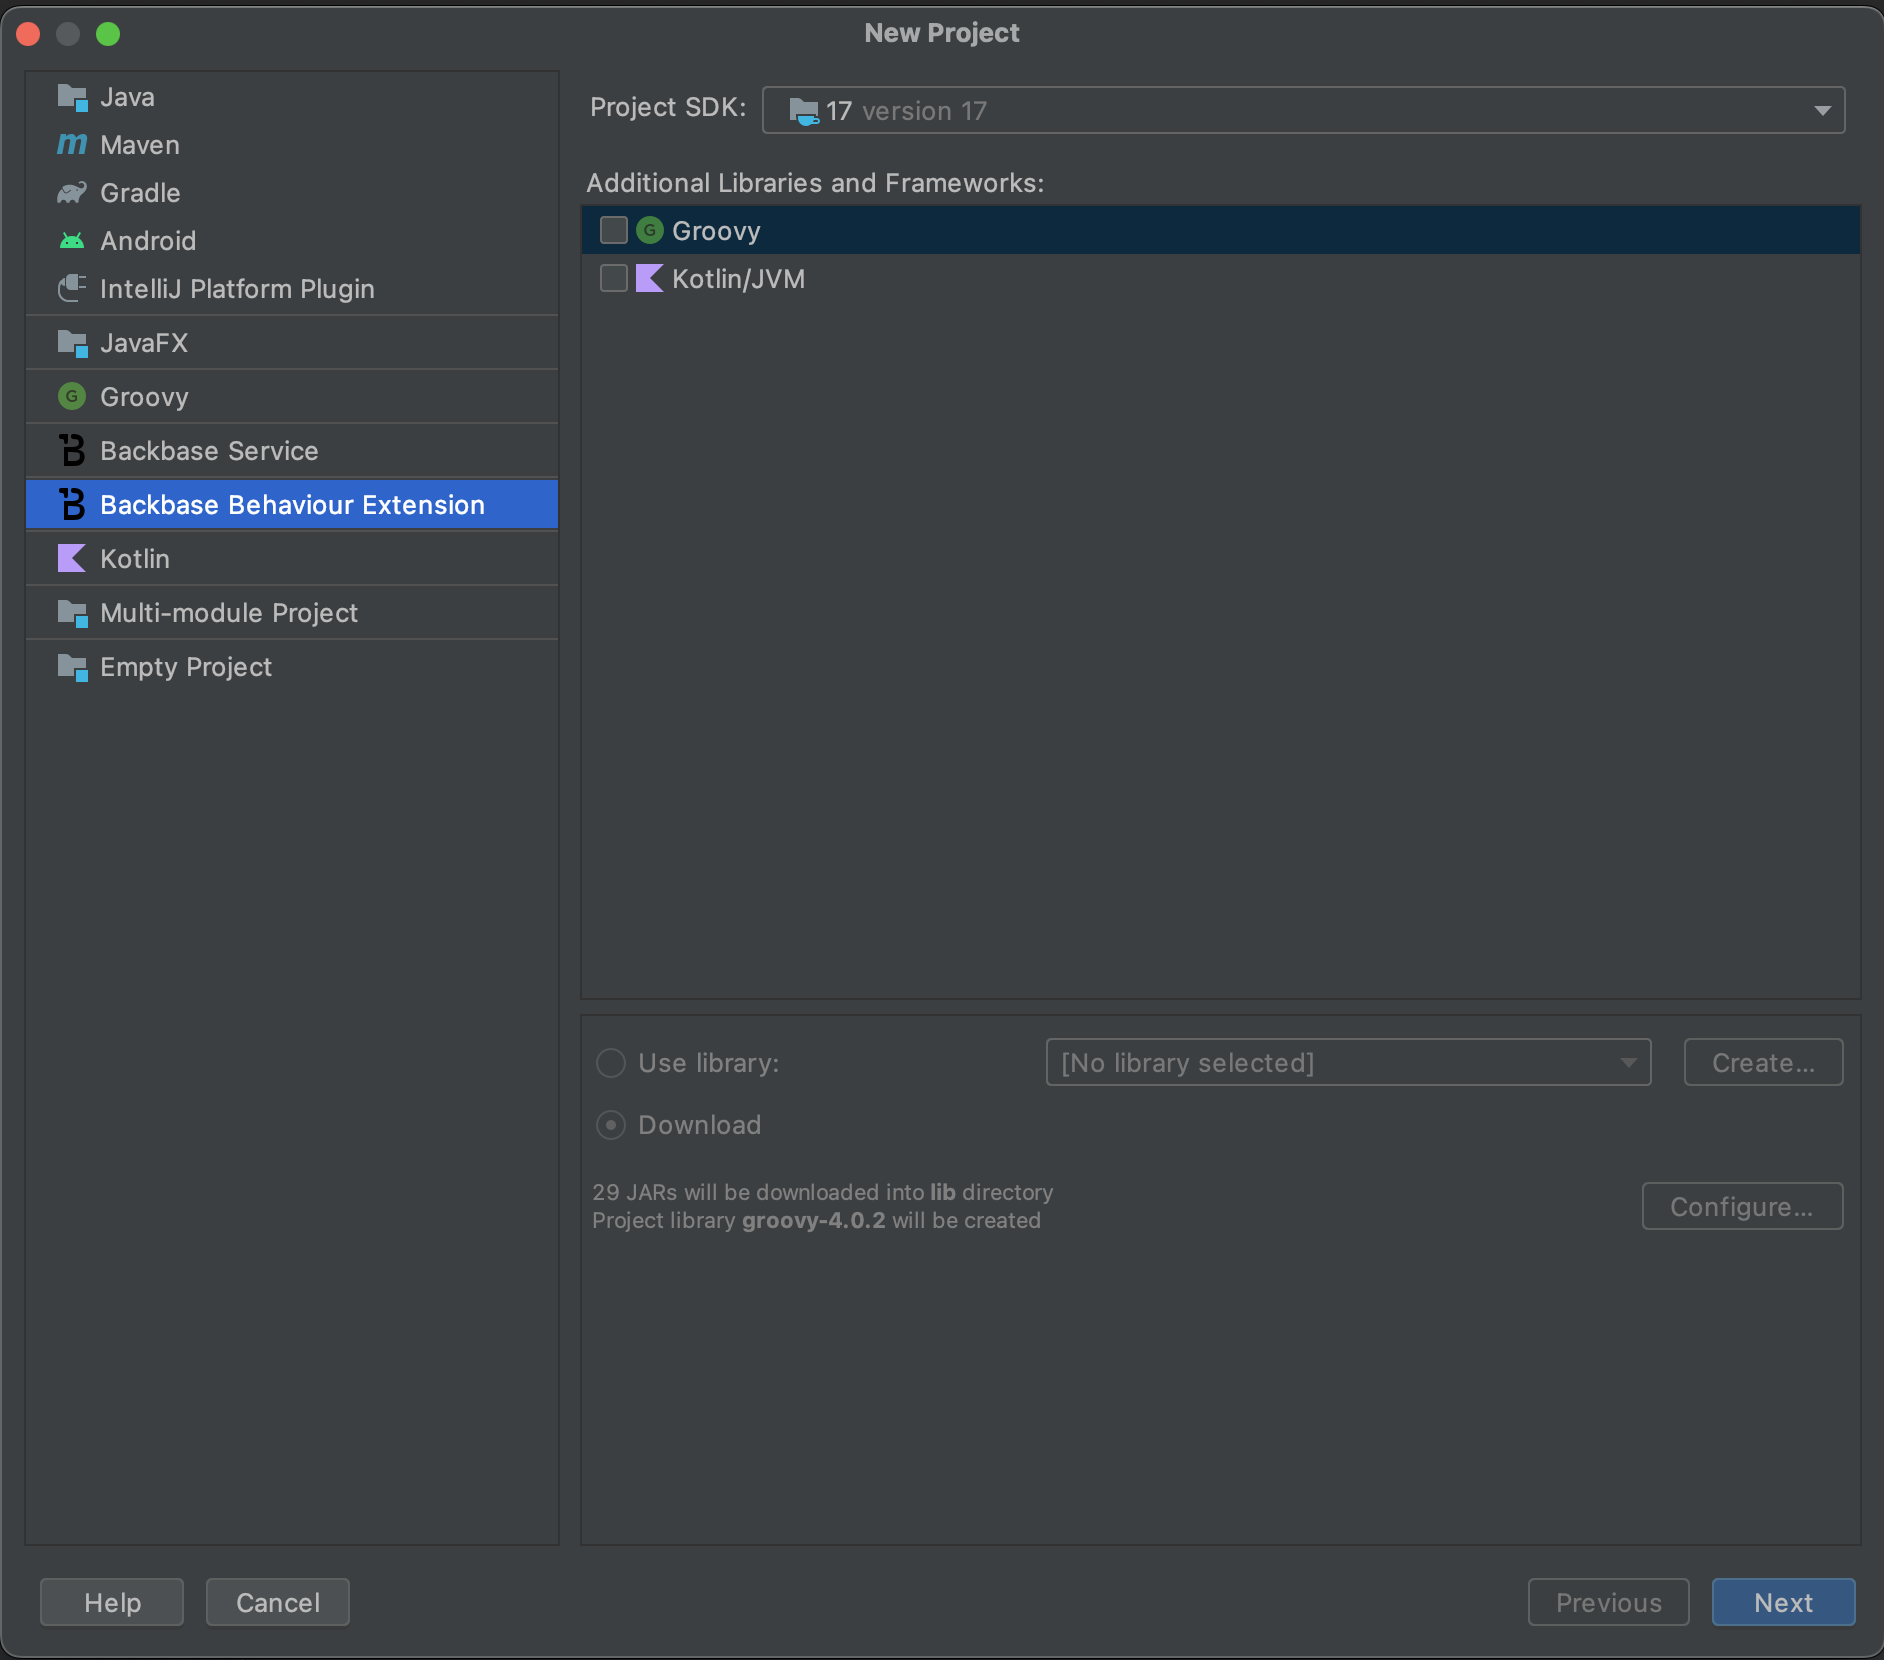 New Project
Java
Maven
Gradle
Android
IntelliJ Platform Plugin
JavaFX
Groovy
Backbase Service
Backbase Behaviour Extension
Kotlin
Multi-module Project
Empty Project
Project SDK: 17 version 17
Additional Libraries and Frameworks:
Groovy
Kotlin/JVM
Use library: [No library selected] Create...
Download
29 JARs will be downloaded into lib directory
Project library groovy-4.0.2 will be created
Configure...
Help Cancel Previous Next